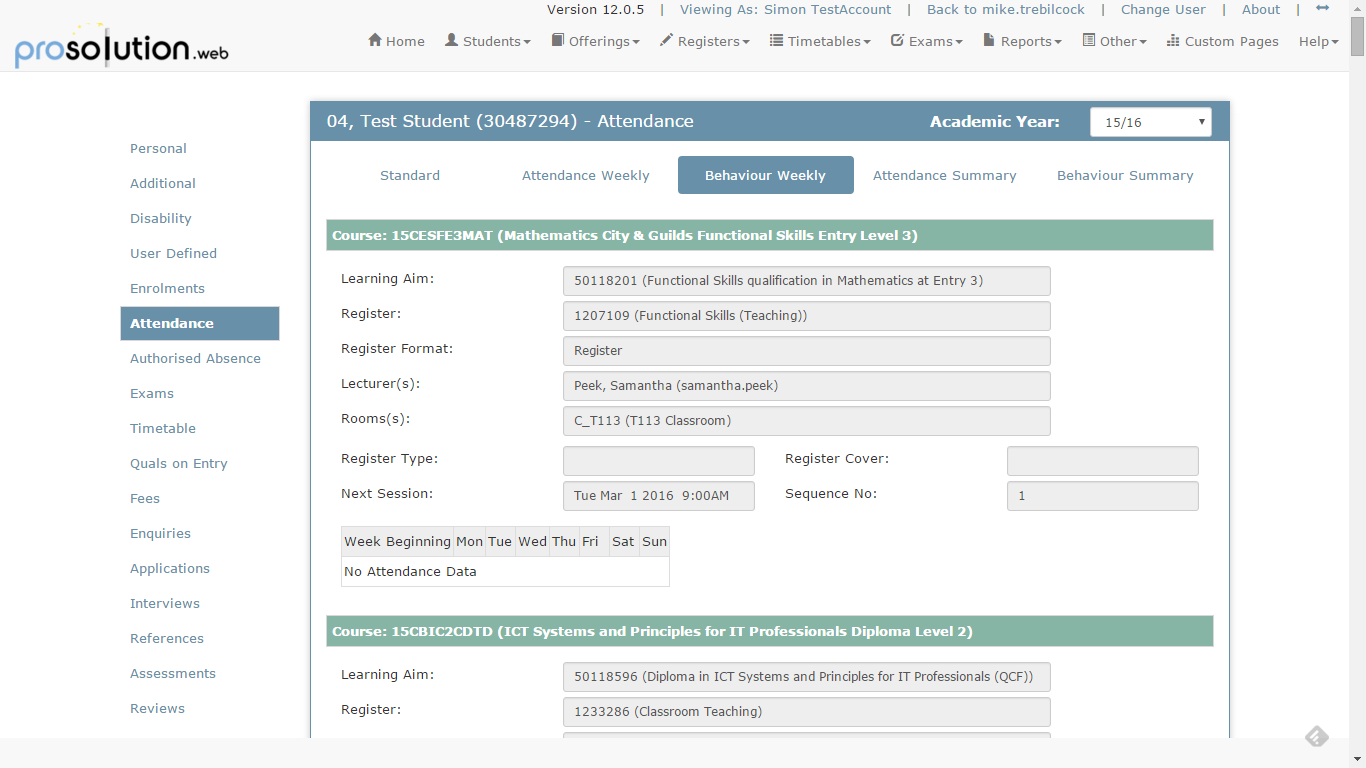 Version 12.0.5 | Viewing As: Simon TestAccount | Back to mike.trebilcock | Change User | About |
prosolution.web
Home Students Offerings Registers Timetables Exams Reports Other Custom Pages Help
04, Test Student (30487294) - Attendance Academic Year: 15/16
Personal
Additional
Disability
User Defined
Enrolments
Attendance
Authorised Absence
Exams
Timetable
Quals on Entry
Fees
Enquiries
Applications
Interviews
References
Assessments
Reviews
Standard Attendance Weekly Behaviour Weekly Attendance Summary Behaviour Summary
Course: 15CESFE3MAT (Mathematics City & Guilds Functional Skills Entry Level 3)
Learning Aim: 50118201 (Functional Skills qualification in Mathematics at Entry 3)
Register: 1207109 (Functional Skills (Teaching))
Register Format: Register
Lecturer(s): Peek, Samantha (samantha.peek)
Rooms(s): C_T113 (T113 Classroom)
Register Type: Register Cover:
Next Session: Tue Mar 1 2016 9:00AM Sequence No: 1
Week Beginning Mon Tue Wed Thu Fri Sat Sun
No Attendance Data
Course: 15CBIC2CDTD (ICT Systems and Principles for IT Professionals Diploma Level 2)
Learning Aim: 50118596 (Diploma in ICT Systems and Principles for IT Professionals (QCF))
Register: 1233286 (Classroom Teaching)